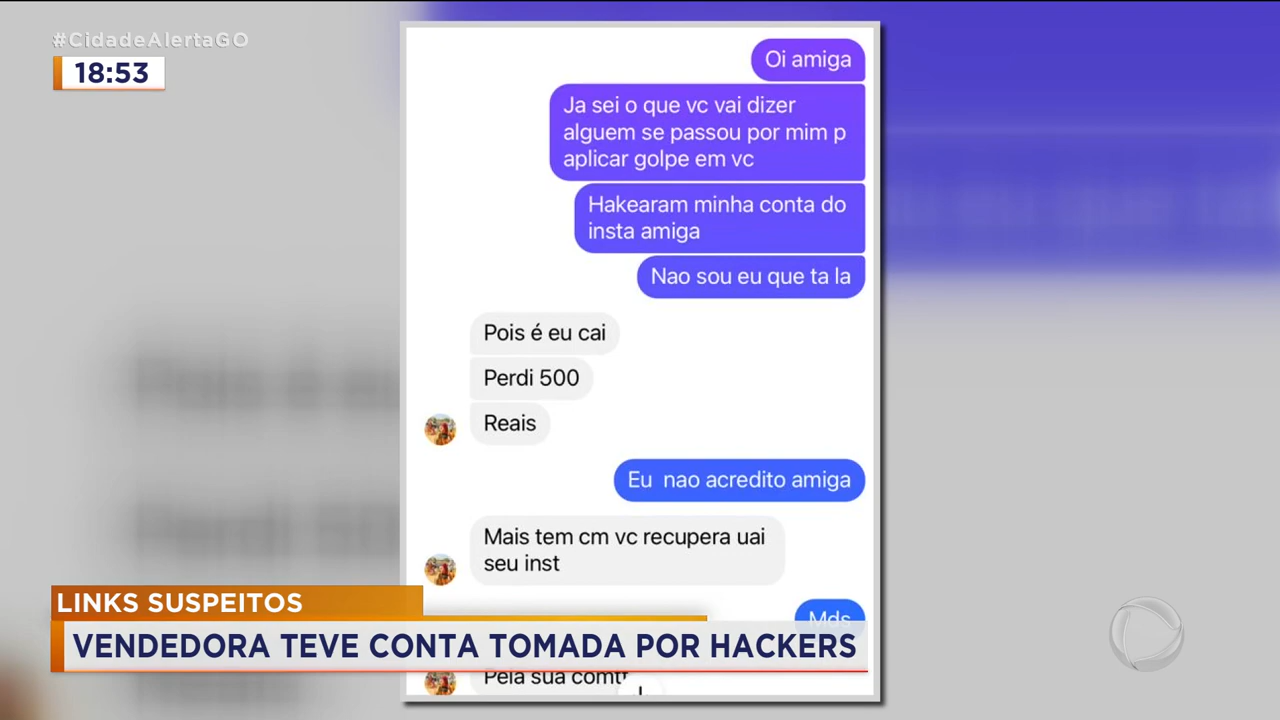 #CidadeAlertaGO
18:53
Oi amiga
Ja sei o que vc vai dizer
alguem se passou por mim p
aplicar golpe em vc
Hakearam minha conta do
insta amiga
Nao sou eu que ta la
Pois é eu cai
Perdi 500
Reais
Eu nao acredito amiga
Mais tem cm vc recupera uai
seu inst
Mds
LINKS SUSPEITOS
VENDEDORA TEVE CONTA TOMADA POR HACKERS
Pela sua